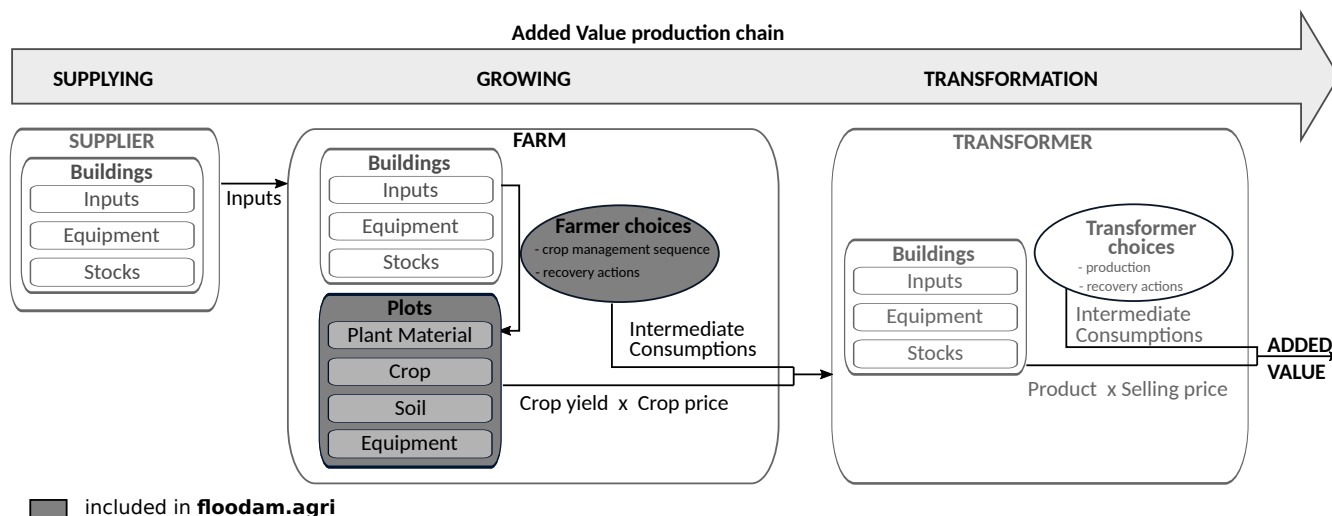 Added Value production chain
SUPPLYING
GROWING
TRANSFORMATION
SUPPLIER
Buildings
Inputs
Equipment
Stocks
Inputs
FARM
Buildings
Inputs
Equipment
Stocks
Farmer choices
- crop management sequence
- recovery actions
Plots
Plant Material
Crop
Soil
Equipment
Intermediate
Consumptions
Crop yield x Crop price
TRANSFORMER
Buildings
Inputs
Equipment
Stocks
Transformer
choices
- production
- recovery actions
Intermediate
Consumptions
Product x Selling price
ADDED
VALUE
included in floodam.agri